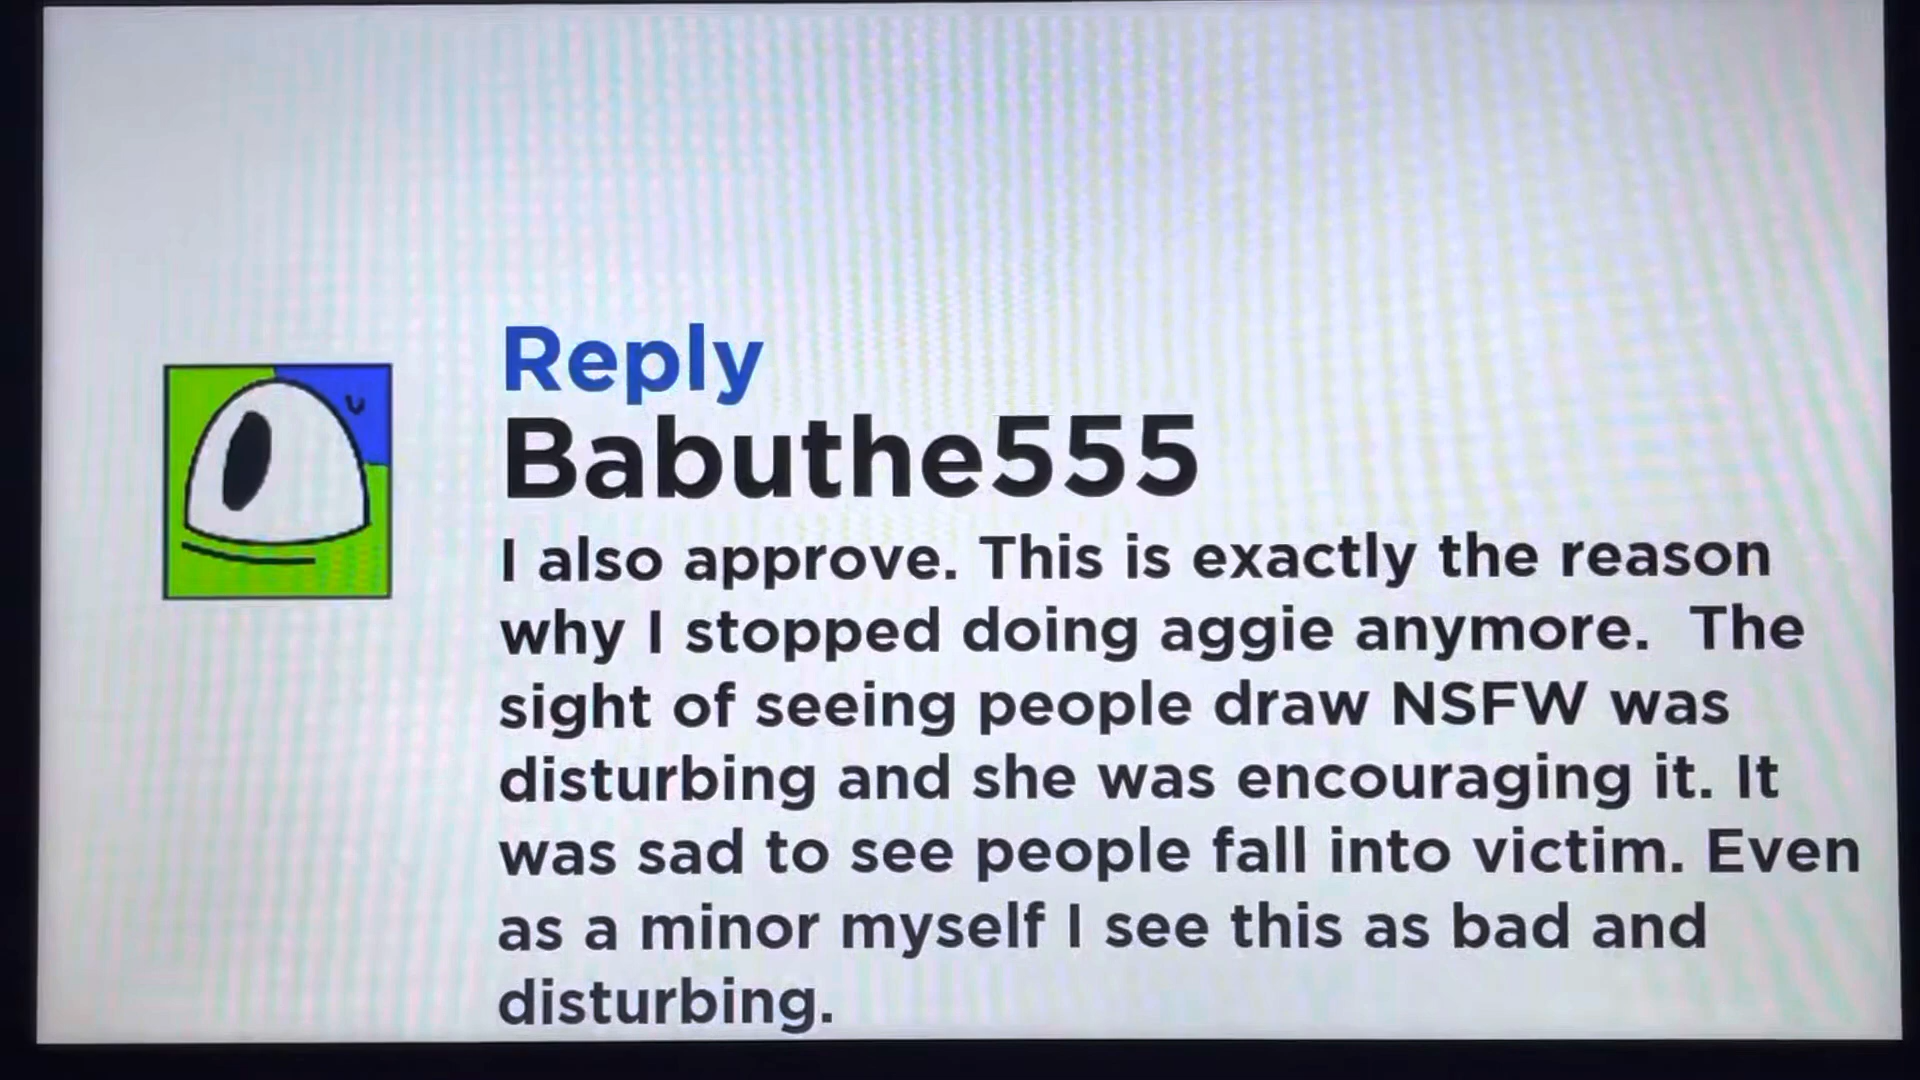 Reply
Babuthe555
I also approve. This is exactly the reason
why I stopped doing aggie anymore.  The
sight of seeing people draw NSFW was
disturbing and she was encouraging it. It
was sad to see people fall into victim. Even
as a minor myself I see this as bad and
disturbing.